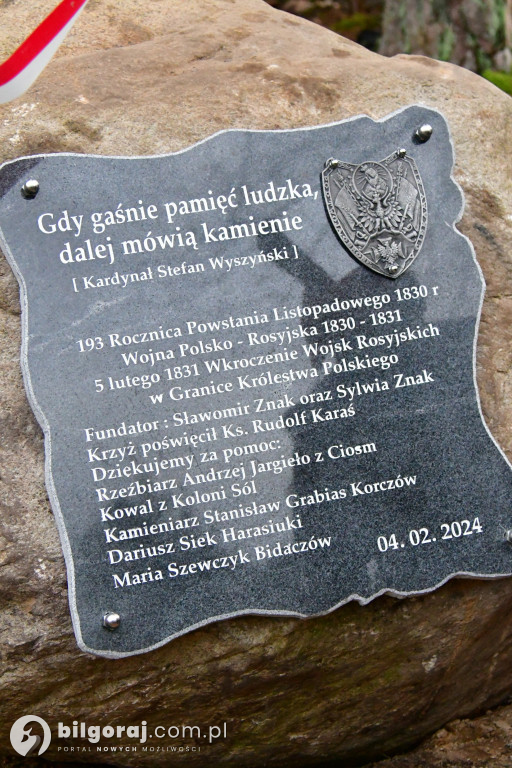 Gdy gaśnie pamięć ludzka,
dalej mówią kamienie
[ Kardynał Stefan Wyszyński ]
193 Rocznica Powstania Listopadowego 1830 r
Wojna Polsko - Rosyjska 1830 - 1831
5 lutego 1831 Wkroczenie Wojsk Rosyjskich
w Granice Królestwa Polskiego
Fundator : Sławomir Znak oraz Sylwia Znak
Krzyż poświęcił Ks. Rudolf Karaś
Dziękujemy za pomoc:
Rzeźbiarz Andrzej Jargieło z Ciosm
Kowal z Koloni Sól
Kamieniarz Stanisław Grabias Korczów
Dariusz Siek Harasiuki
Maria Szewczyk Bidaczów
04. 02. 2024
bilgoraj.com.pl
PORTAL NOWYCH MOŻLIWOŚCI